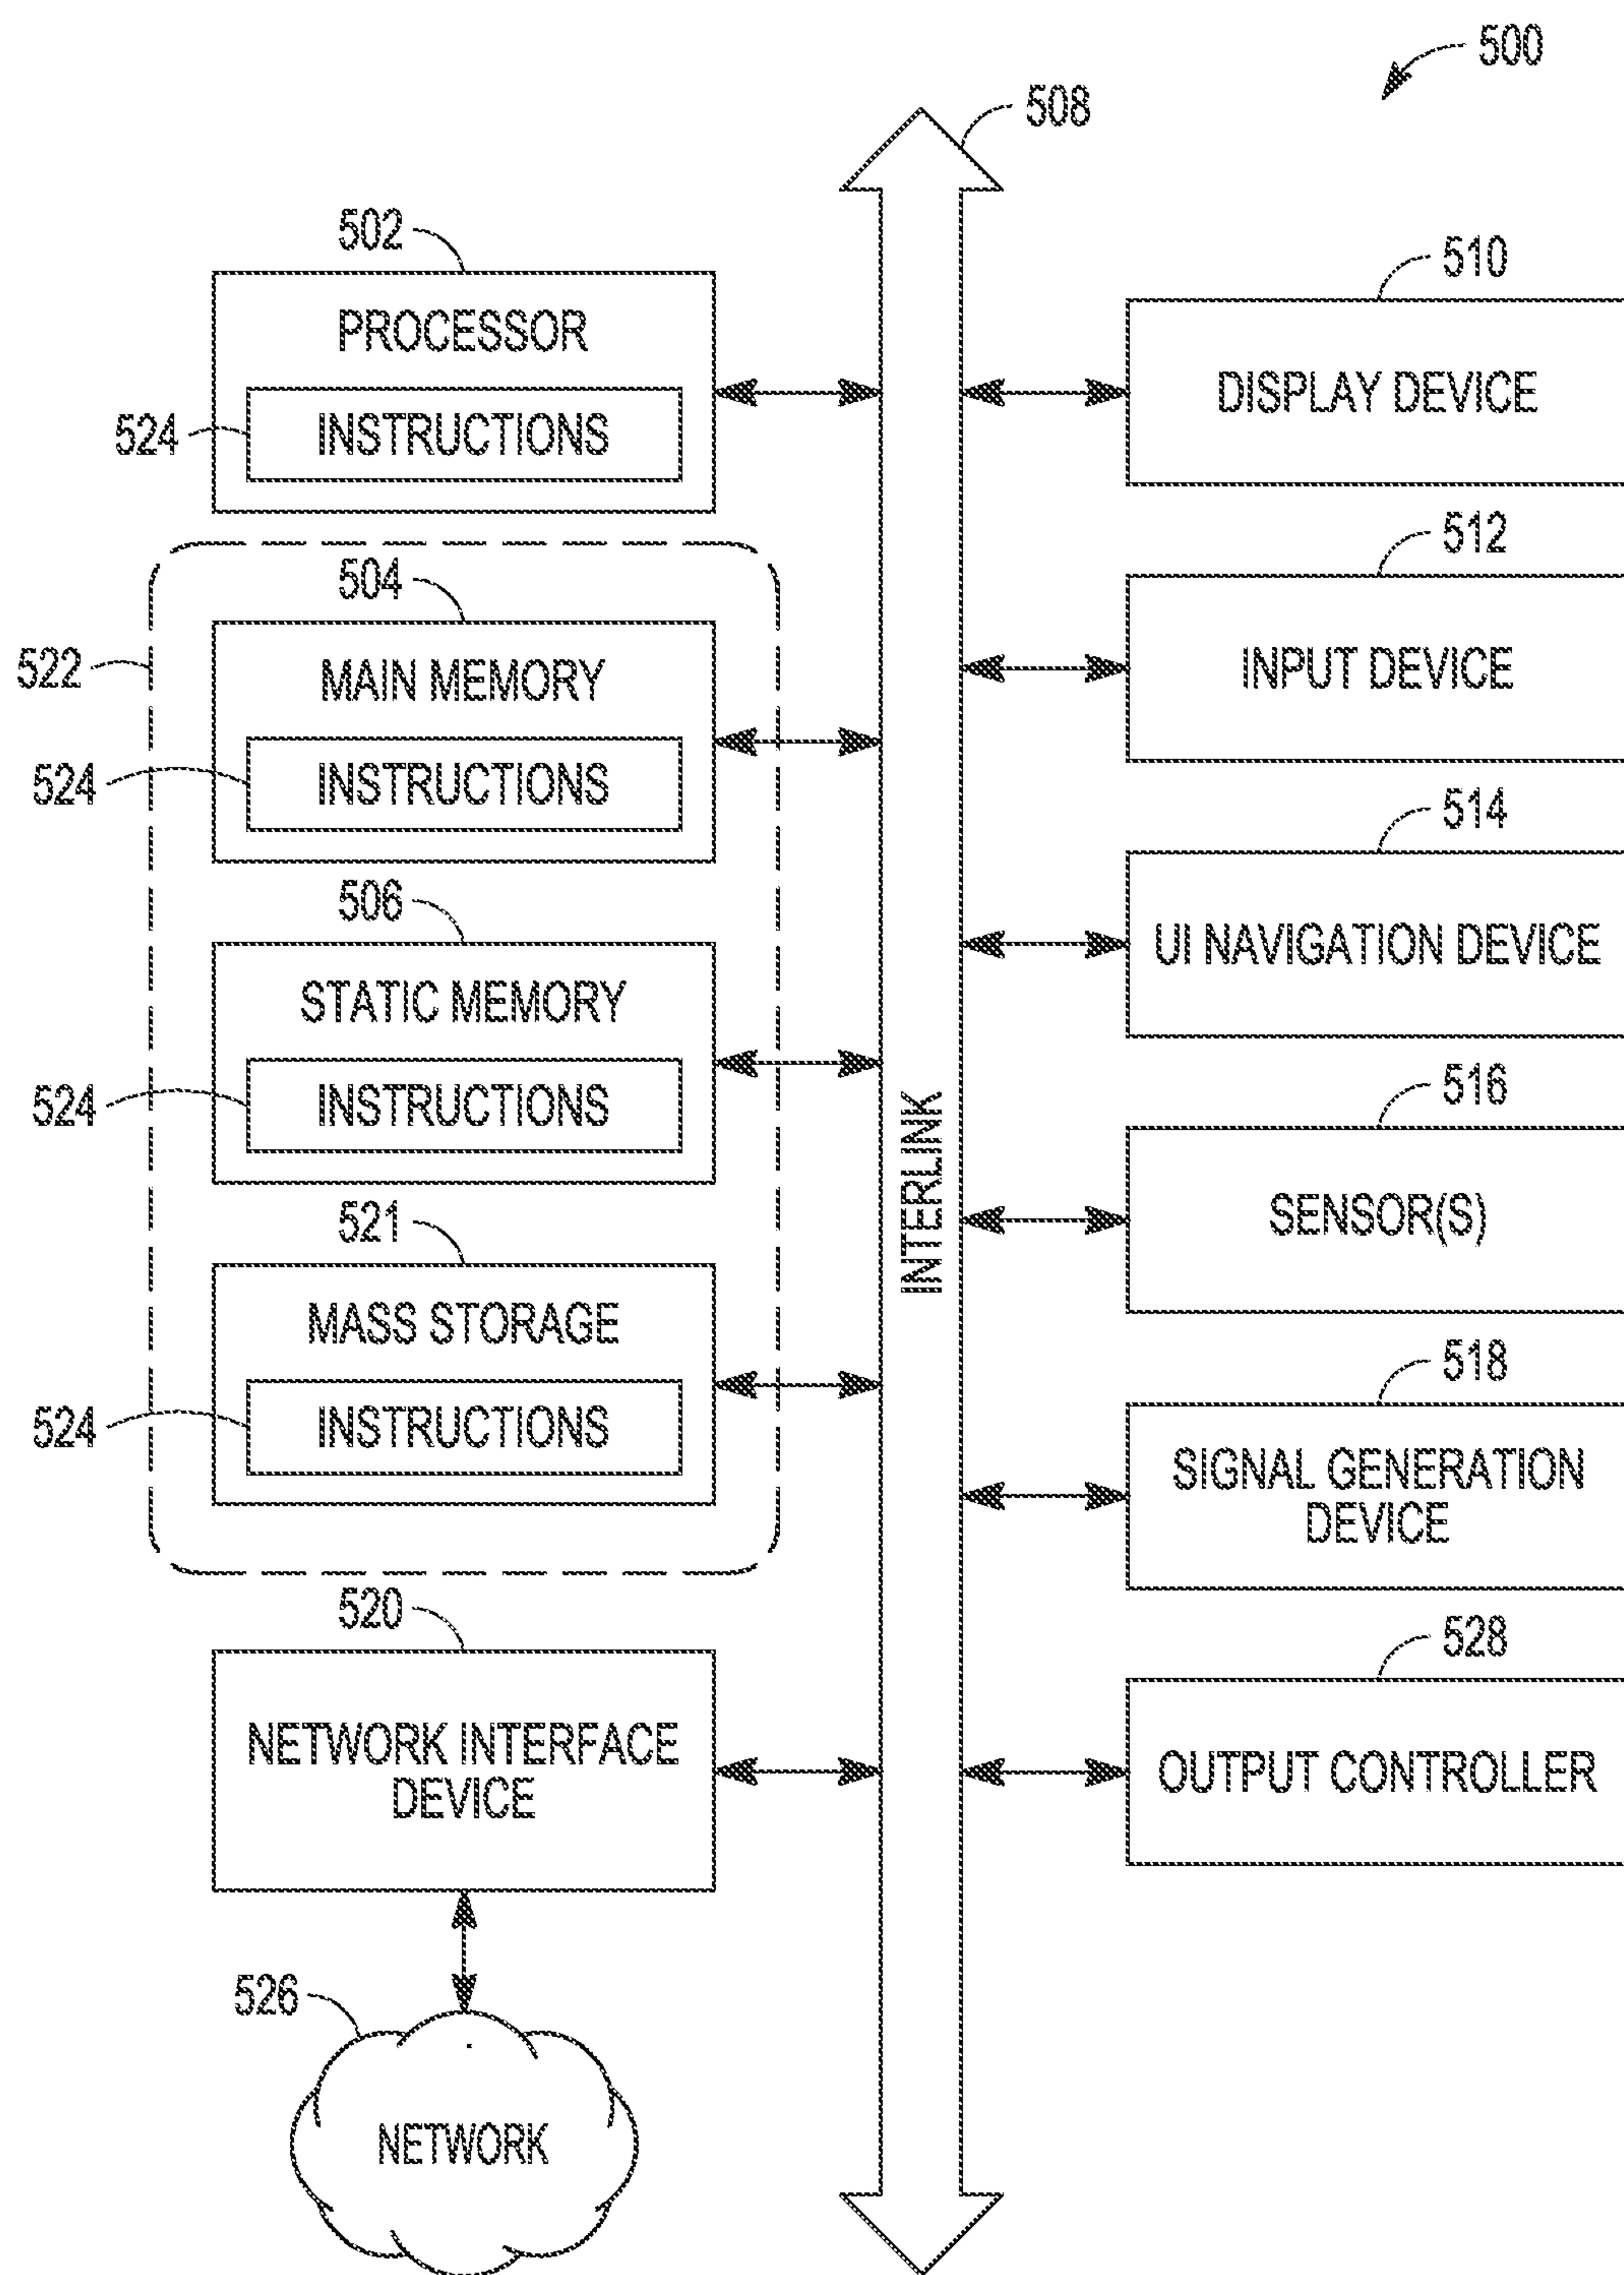 500
508
502
PROCESSOR
524
INSTRUCTIONS
504
522
MAIN MEMORY
524
INSTRUCTIONS
506
STATIC MEMORY
524
INSTRUCTIONS
521
MASS STORAGE
524
INSTRUCTIONS
520
NETWORK INTERFACE
DEVICE
526
NETWORK
INTERLINK
510
DISPLAY DEVICE
512
INPUT DEVICE
514
UI NAVIGATION DEVICE
516
SENSOR(S)
518
SIGNAL GENERATION
DEVICE
528
OUTPUT CONTROLLER